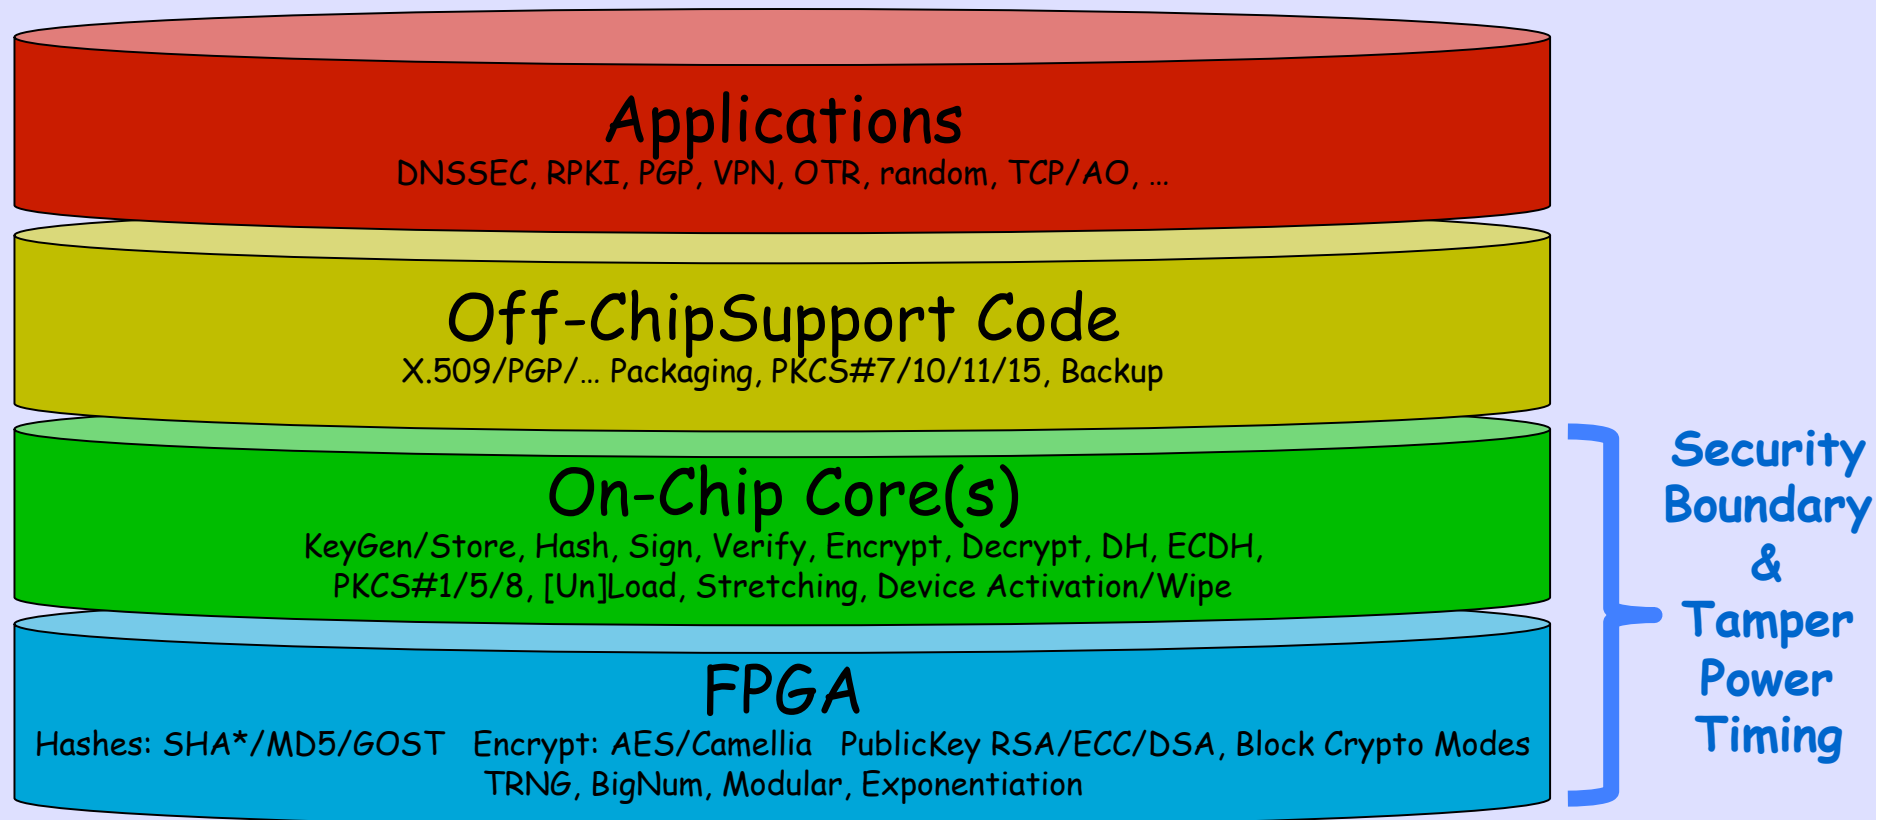 Applications
DNSSEC, RPKI, PGP, VPN, OTR, random, TCP/AO, ...
Off-ChipSupport Code
X.509/PGP/... Packaging, PKCS#7/10/11/15, Backup
On-Chip Core(s)
KeyGen/Store, Hash, Sign, Verify, Encrypt, Decrypt, DH, ECDH,
PKCS#1/5/8, [Un]Load, Stretching, Device Activation/Wipe
FPGA
Hashes: SHA*/MD5/GOST   Encrypt: AES/Camellia   PublicKey RSA/ECC/DSA, Block Crypto Modes
TRNG, BigNum, Modular, Exponentiation
Security
Boundary
&
Tamper
Power
Timing